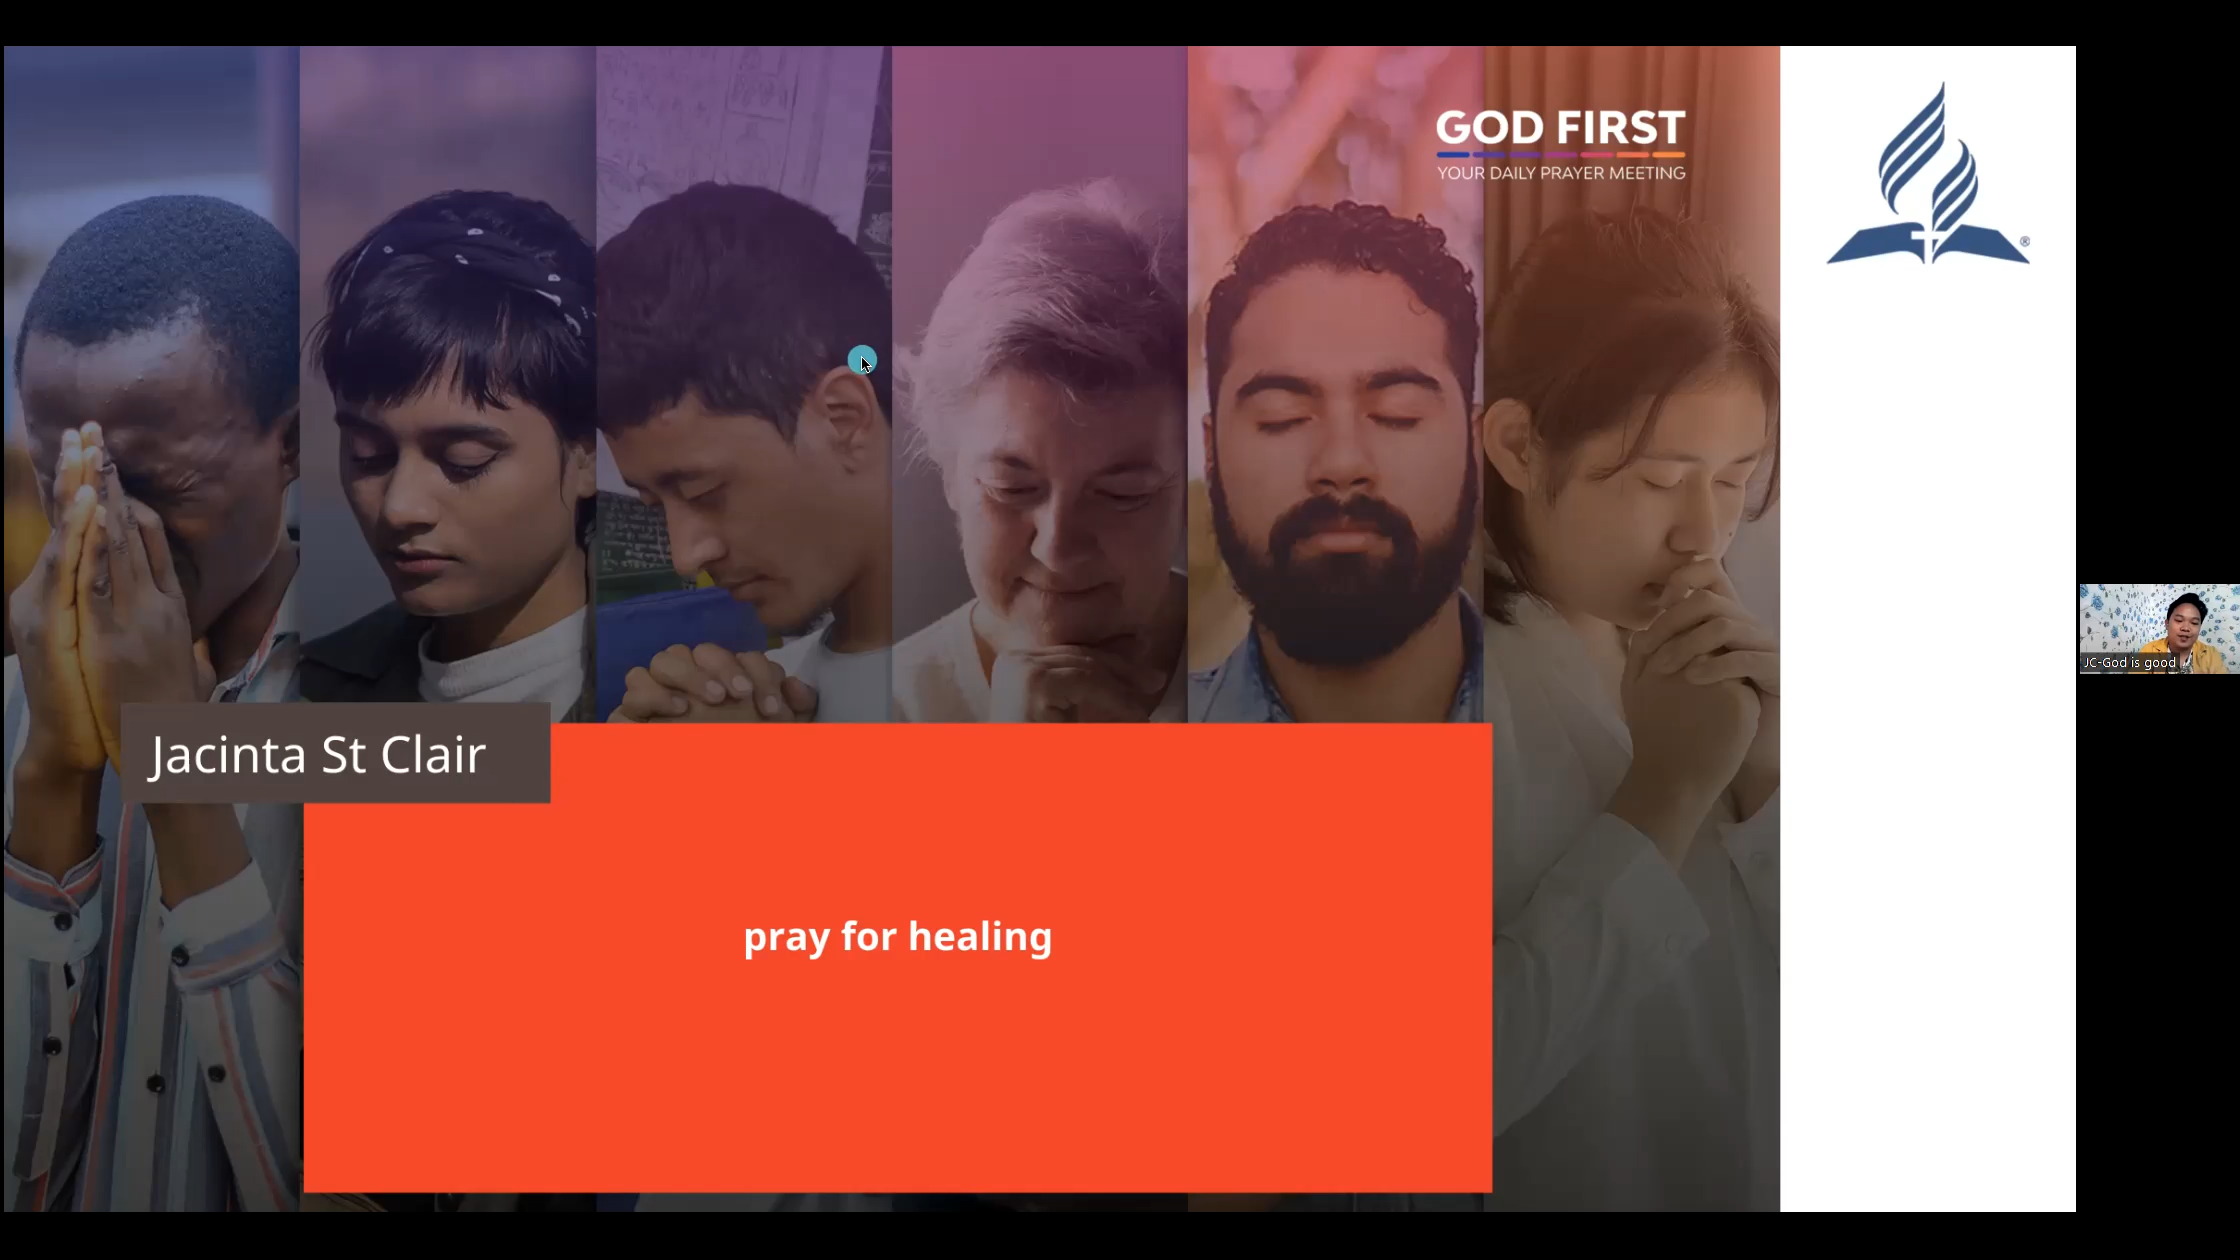 GOD FIRST
YOUR DAILY PRAYER MEETING
®
Jacinta St Clair
pray for healing
JC-God is good